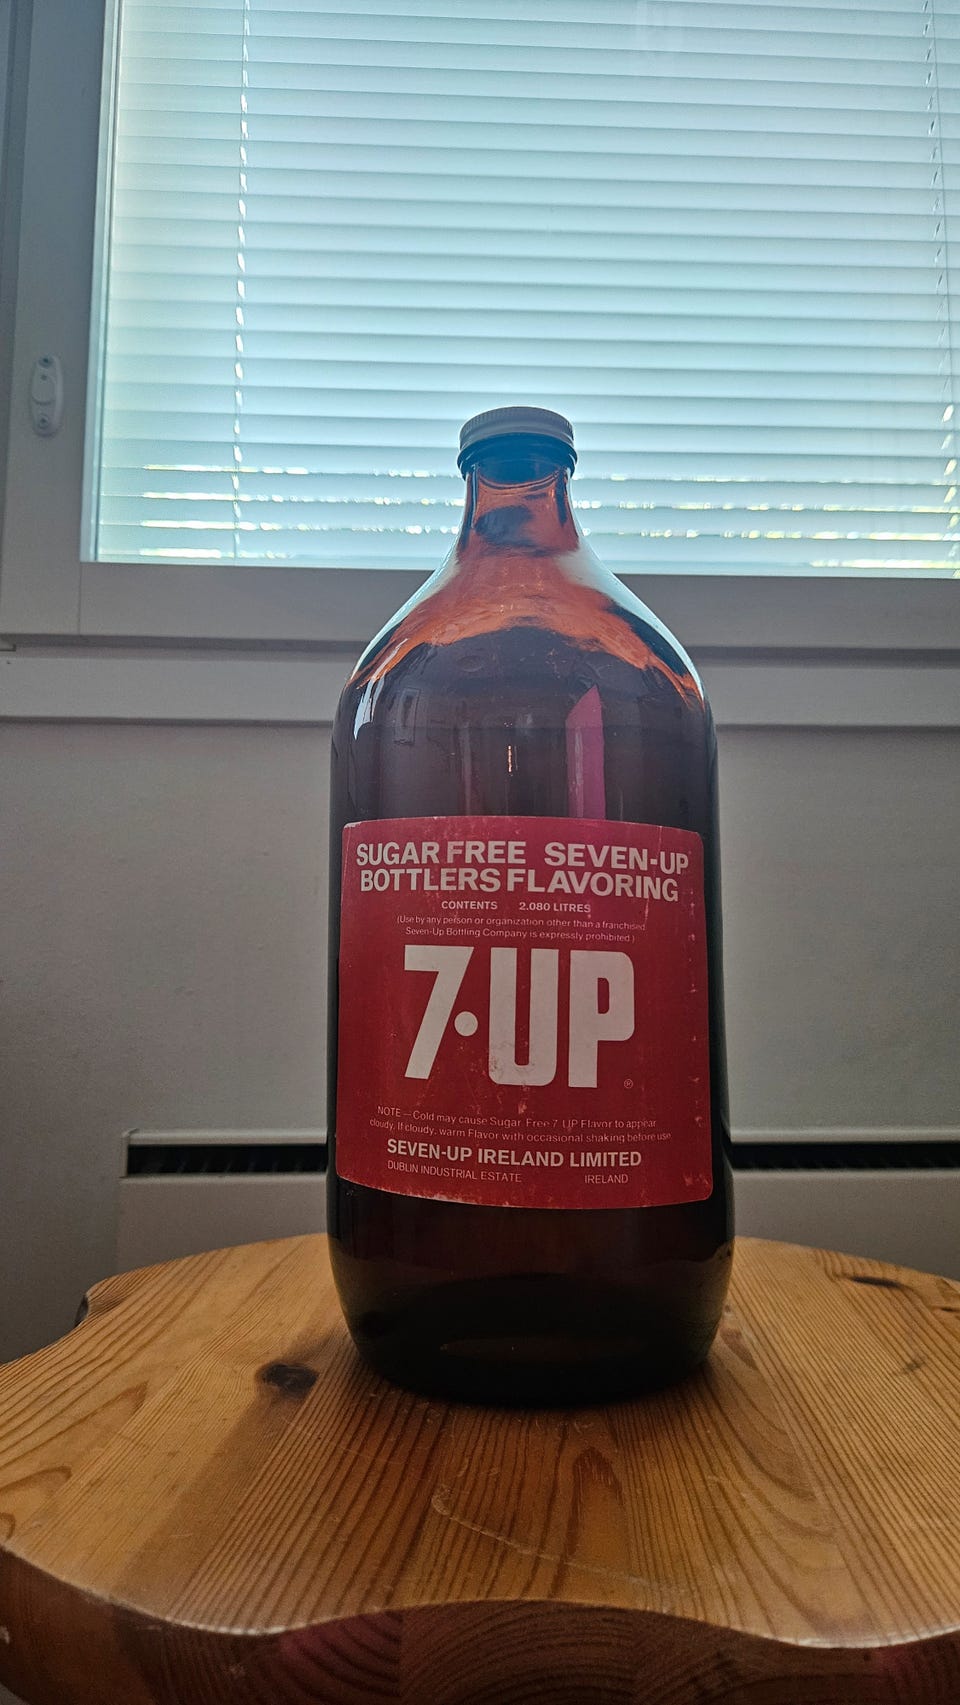 SUGAR FREE SEVEN-UP
BOTTLERS FLAVORING
CONTENTS 2.080 LITRES
(Use by any person or organization other than a franchised
Seven-Up Bottling Company is expressly prohibited.)
7·UP
®
NOTE — Cold may cause Sugar Free 7 UP Flavor to appear
cloudy. If cloudy, warm Flavor with occasional shaking before use.
SEVEN-UP IRELAND LIMITED
DUBLIN INDUSTRIAL ESTATE IRELAND